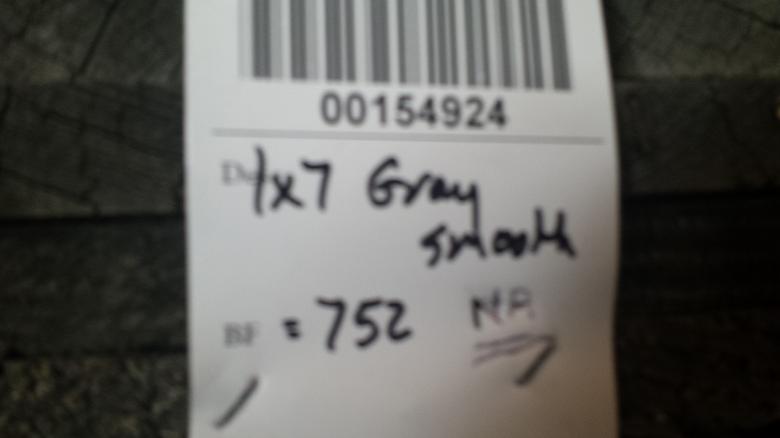 00154924
1x7 Gray
smooth
BF = 752 N.P.